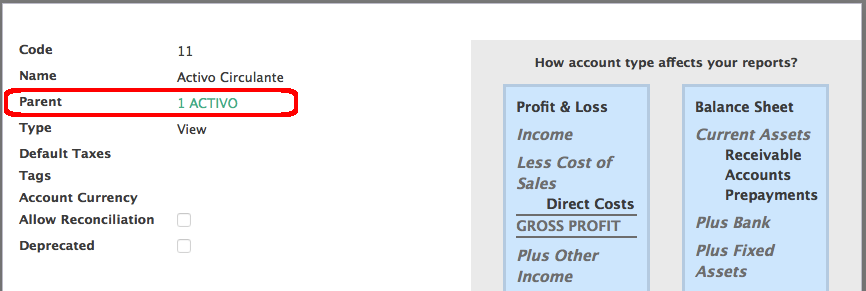 Code 11
Name Activo Circulante
Parent 1 ACTIVO
Type View
Default Taxes
Tags
Account Currency
Allow Reconciliation
Deprecated
How account type affects your reports?
Profit & Loss
Income
Less Cost of
Sales
Direct Costs
GROSS PROFIT
Plus Other
Income
Balance Sheet
Current Assets
Receivable
Accounts
Prepayments
Plus Bank
Plus Fixed
Assets